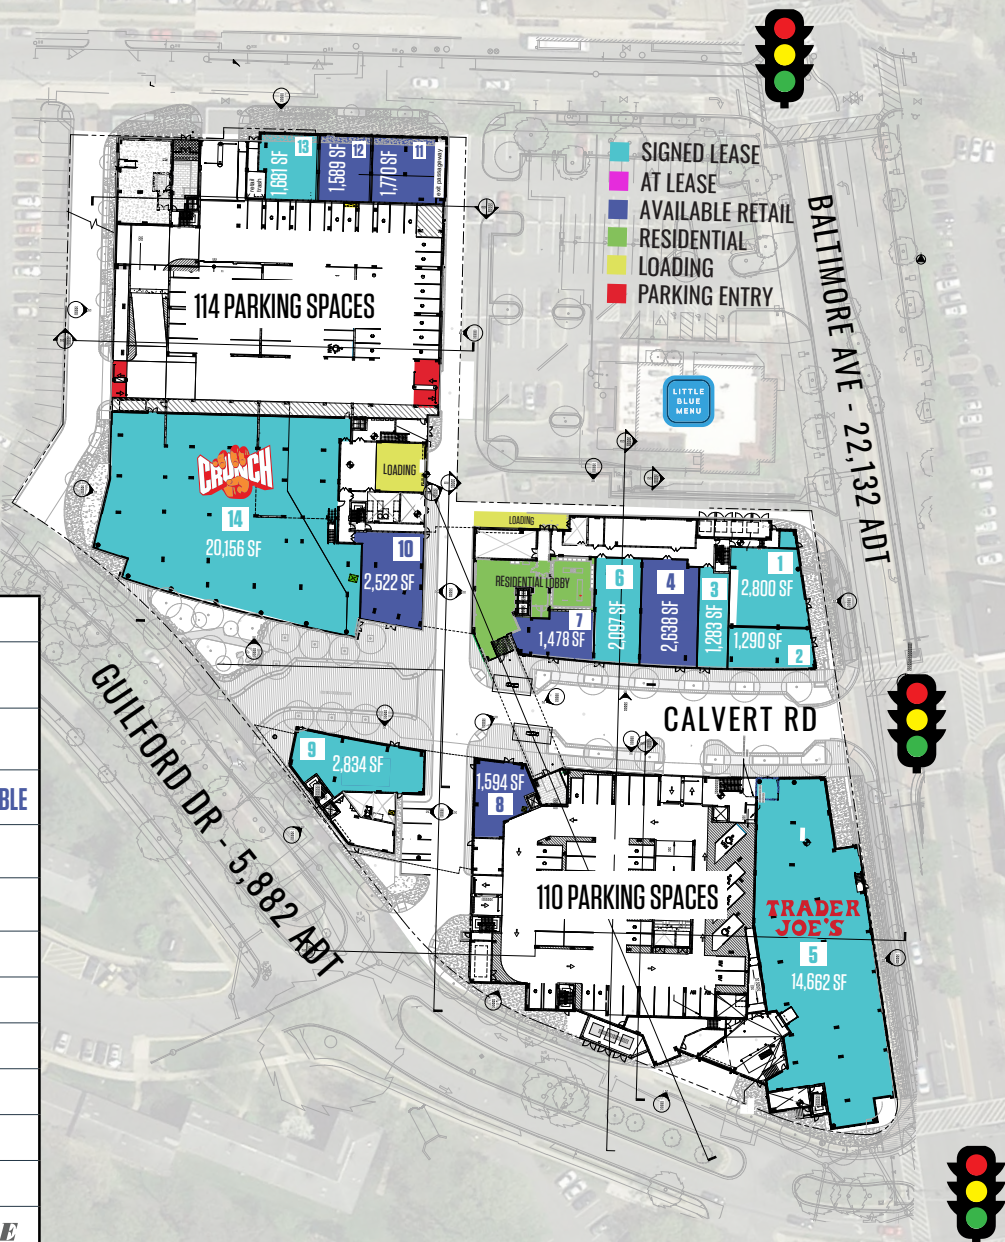 SIGNED LEASE
AT LEASE
AVAILABLE RETAIL
RESIDENTIAL
LOADING
PARKING ENTRY
13
1,681 SF
12
1,589 SF
11
1,770 SF
retail
trash
exit passageway
114 PARKING SPACES
BALTIMORE AVE - 22,132 ADT
LITTLE
BLUE
MENU
CRUNCH
14
20,156 SF
LOADING
10
2,522 SF
LOADING
RESIDENTIAL LOBBY
7
1,478 SF
6
2,097 SF
4
2,638 SF
3
1,283 SF
1
2,800 SF
1,290 SF
2
CALVERT RD
GUILFORD DR - 5,882 ADT
9
2,834 SF
1,594 SF
8
110 PARKING SPACES
TRADER
JOE'S
5
14,662 SF
BLE
E